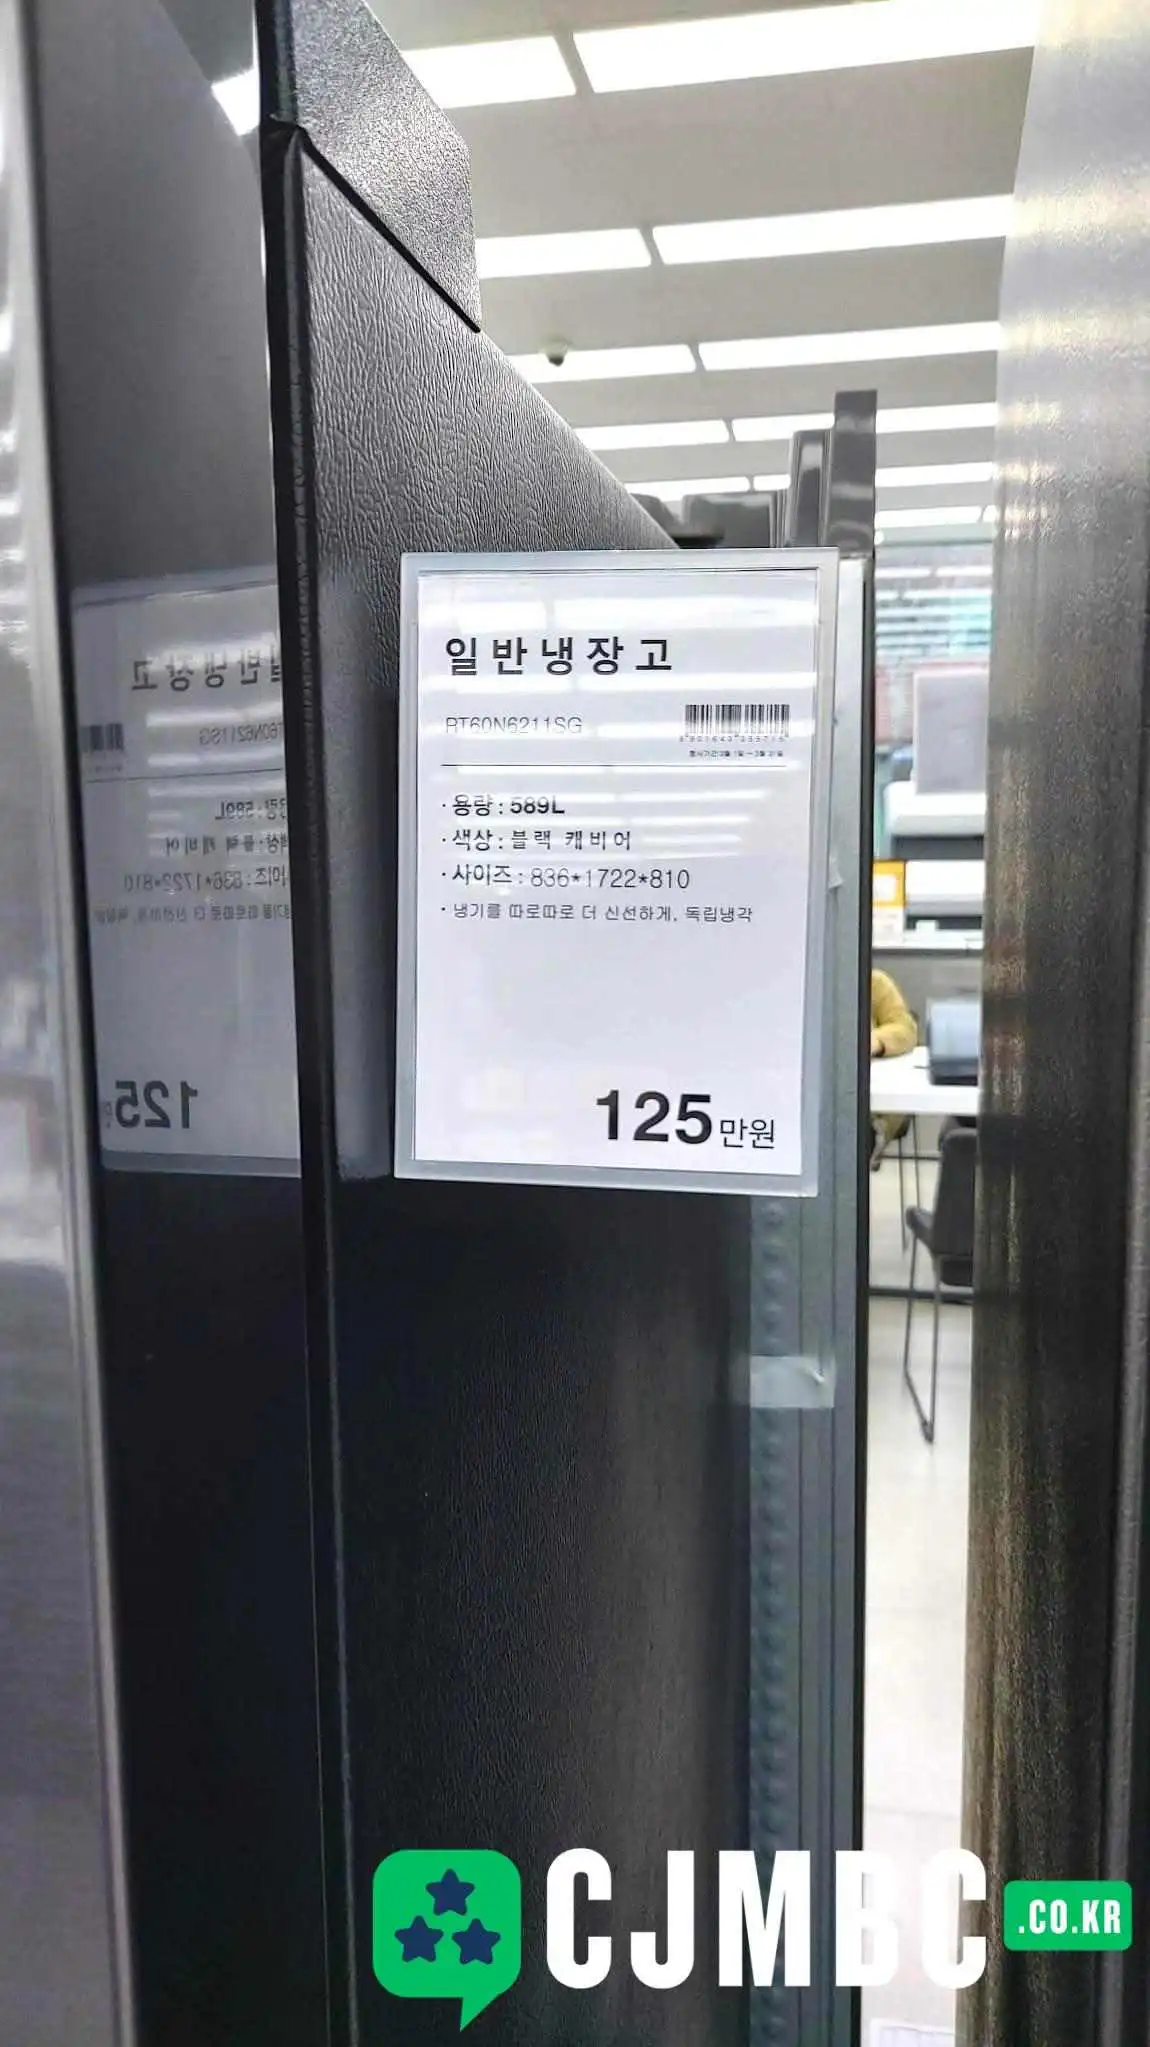 일반냉장고
RT60N6211SG
·용량 : 589L
·색상 : 블랙 캐비어
·사이즈 : 836*1722*810
·냉기를 따로따로 더 신선하게, 독립냉각
125만원
CJMBC
.CO.KR